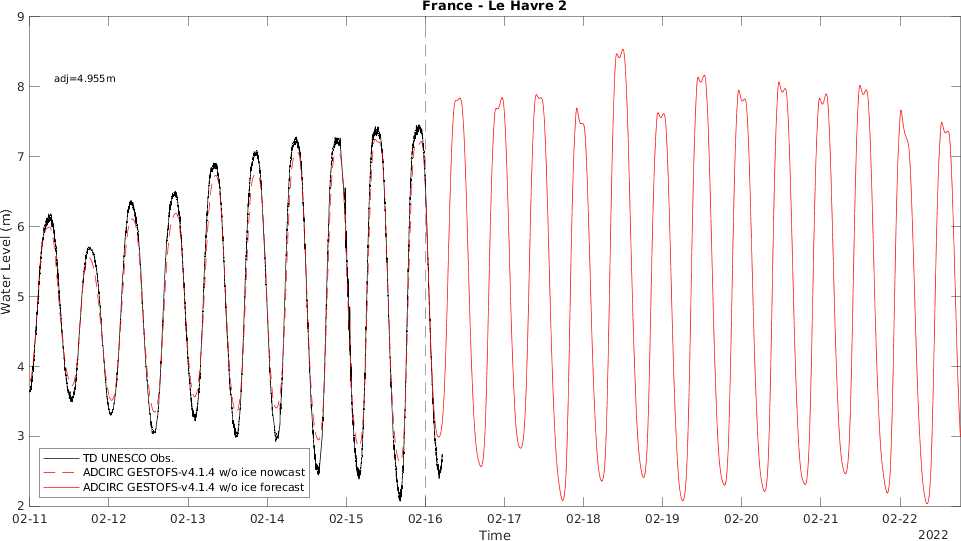 France - Le Havre 2
9
8
7
6
5
4
3
2
Water Level (m)
adj=4.955m
TD UNESCO Obs.
ADCIRC GESTOFS-v4.1.4 w/o ice nowcast
ADCIRC GESTOFS-v4.1.4 w/o ice forecast
02-11 02-12 02-13 02-14 02-15 02-16 02-17 02-18 02-19 02-20 02-21 02-22
Time
2022